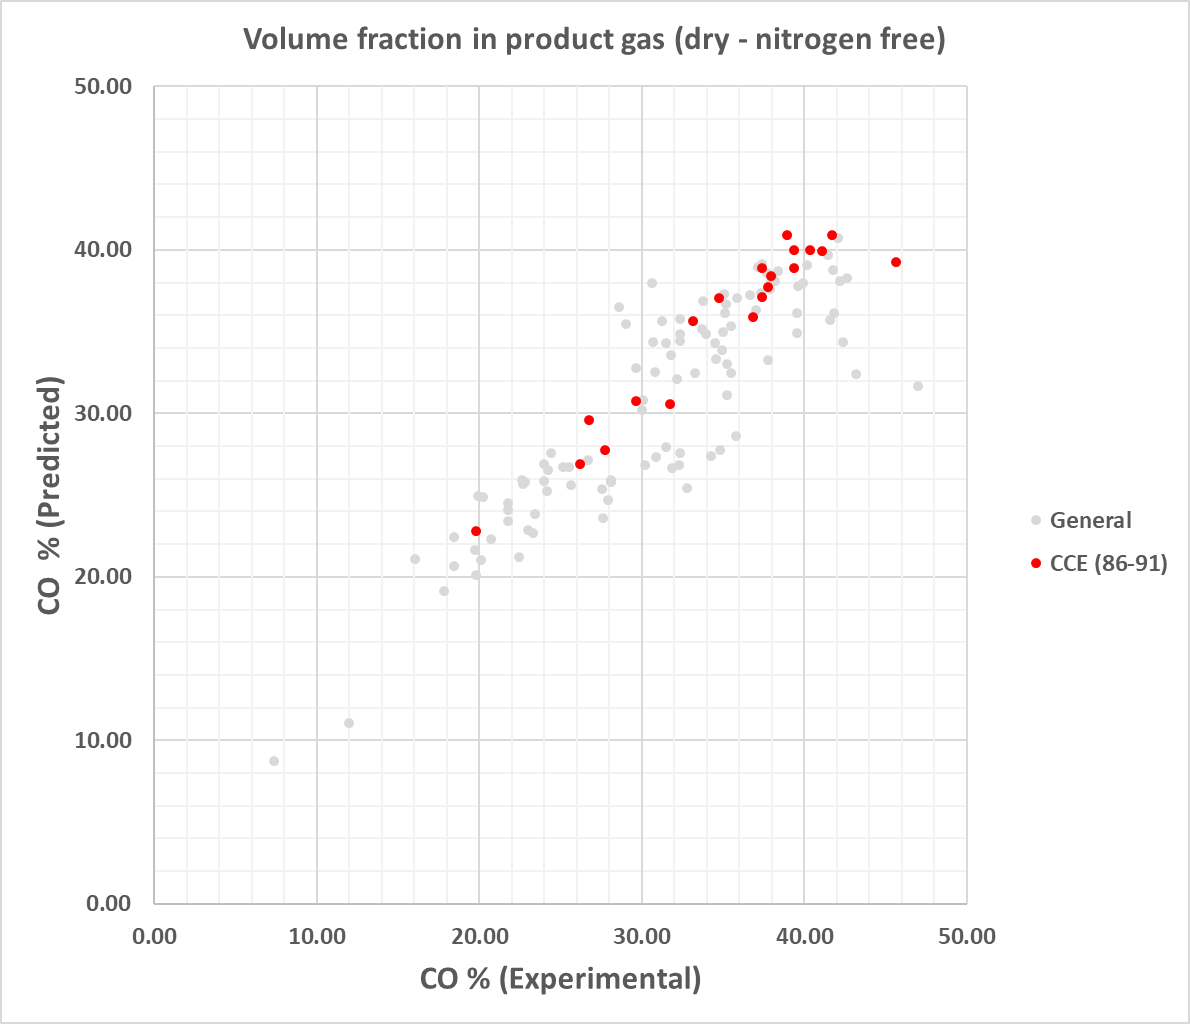 Volume fraction in product gas (dry - nitrogen free)
50.00
40.00
30.00
20.00
10.00
0.00
CO  % (Predicted)
0.00 10.00 20.00 30.00 40.00 50.00
CO % (Experimental)
General
CCE (86-91)